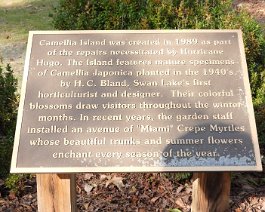 Camellia Island was created in 1989 as part
of the repairs necessitated by Hurricane
Hugo. The Island features mature specimens
of Camellia Japonica planted in the 1940's
by H. C. Bland, Swan Lake's first
horticulturist and designer. Their colorful
blossoms draw visitors throughout the winter
months. In recent years, the garden staff
installed an avenue of "Miami" Crepe Myrtles
whose beautiful trunks and summer flowers
enchant every season of the year.